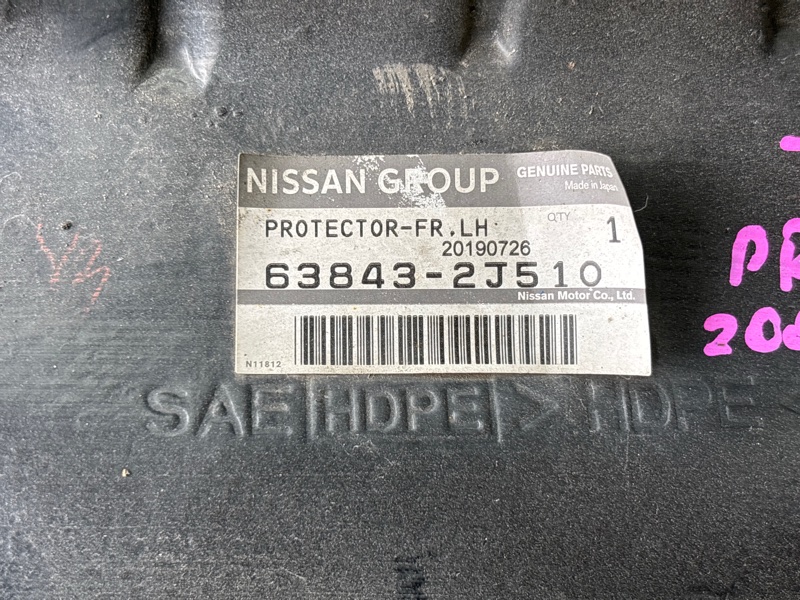 NISSAN GROUP
GENUINE PARTS
Made in Japan
PROTECTOR-FR.LH
QTY
1
20190726
63843-2J510
Nissan Motor Co., Ltd.
N11812
SAE HDPE > HDPE
PR